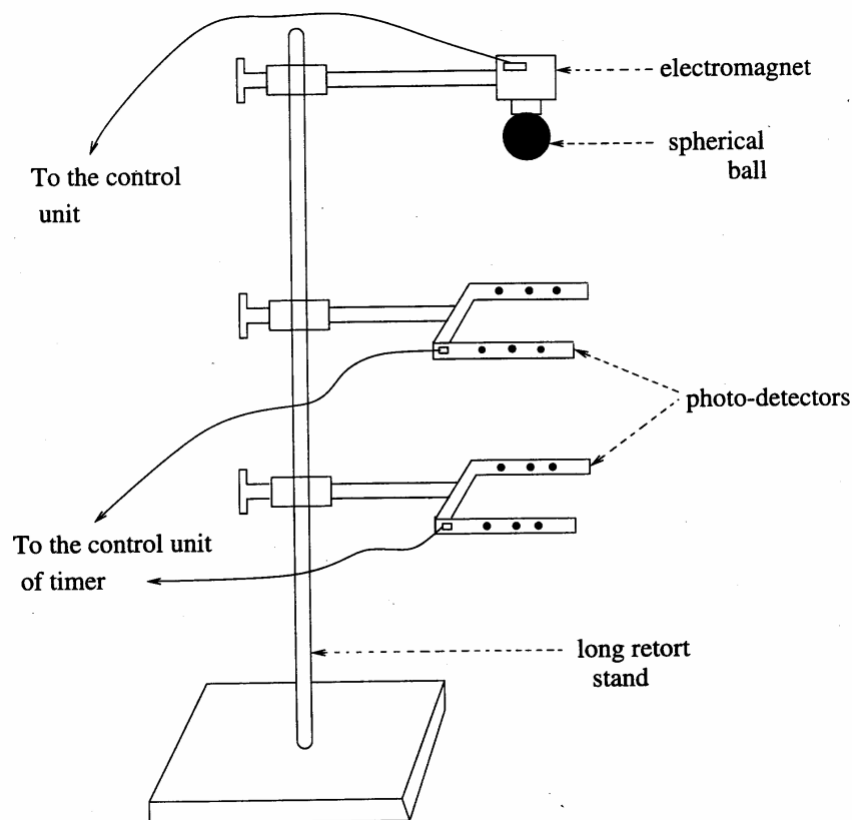 electromagnet
spherical
ball
To the control
unit
photo-detectors
To the control unit
of timer
long retort
stand